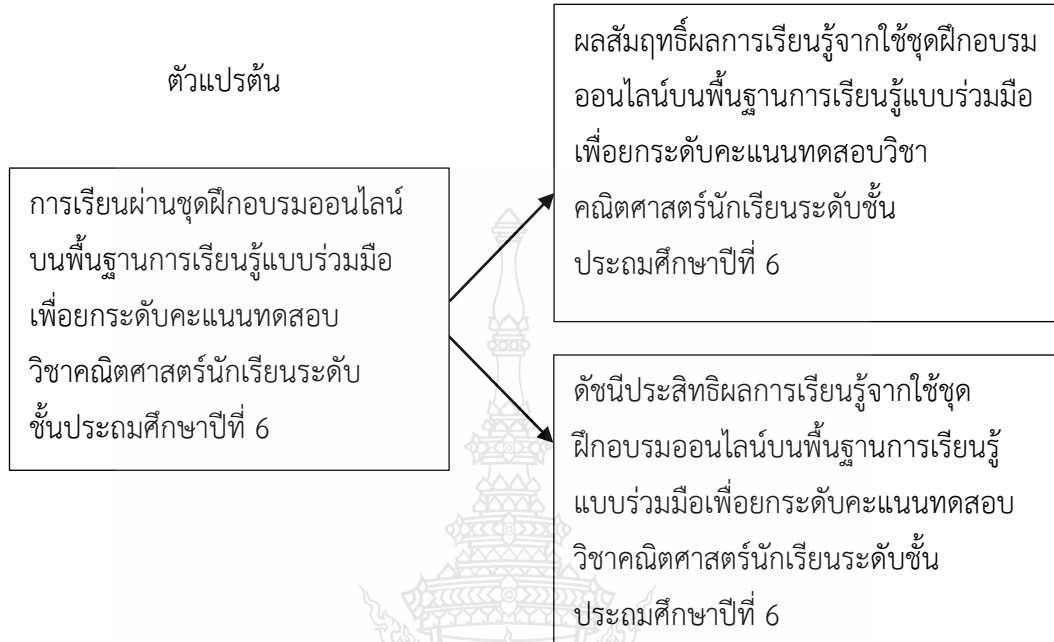 ตัวแปรต้น
การเรียนผ่านชุดฝึกอบรมออนไลน์
บนพื้นฐานการเรียนรู้แบบร่วมมือ
เพื่อยกระดับคะแนนทดสอบ
วิชาคณิตศาสตร์นักเรียนระดับ
ชั้นประถมศึกษาปีที่ 6
ผลสัมฤทธิ์ผลการเรียนรู้จากใช้ชุดฝึกอบรม
ออนไลน์บนพื้นฐานการเรียนรู้แบบร่วมมือ
เพื่อยกระดับคะแนนทดสอบวิชา
คณิตศาสตร์นักเรียนระดับชั้น
ประถมศึกษาปีที่ 6
ดัชนีประสิทธิผลการเรียนรู้จากใช้ชุด
ฝึกอบรมออนไลน์บนพื้นฐานการเรียนรู้
แบบร่วมมือเพื่อยกระดับคะแนนทดสอบ
วิชาคณิตศาสตร์นักเรียนระดับชั้น
ประถมศึกษาปีที่ 6